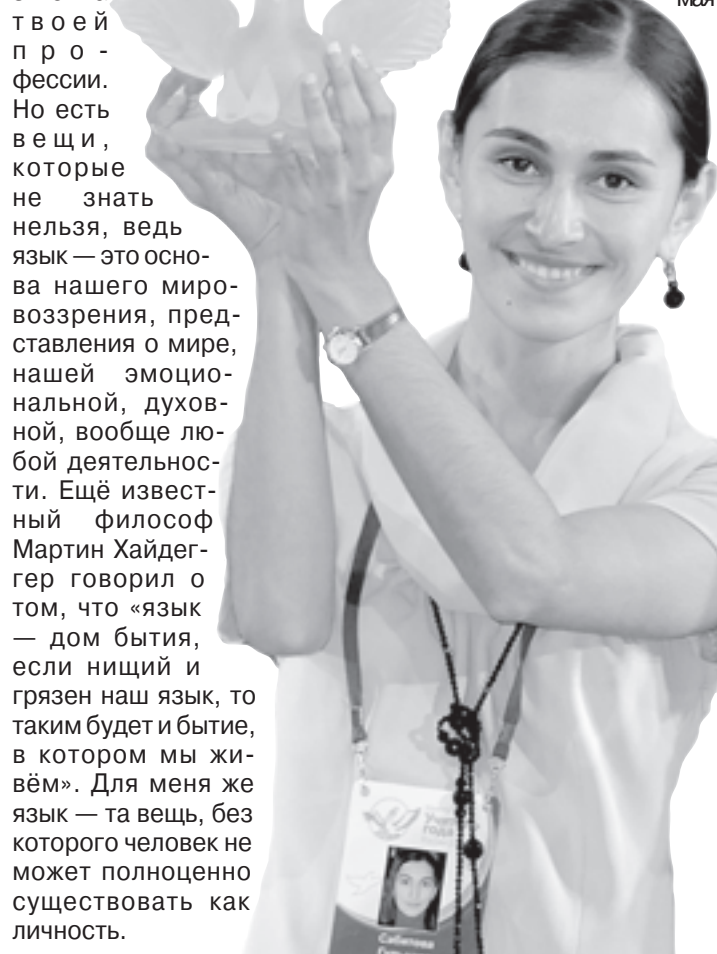 твоей
про-
фессии.
Но есть
вещи,
которые
не знать
нельзя, ведь
язык — это осно-
ва нашего миро-
воззрения, пред-
ставления о мире,
нашей эмоцио-
нальной, духов-
ной, вообще лю-
бой деятельнос-
ти. Ещё извест-
ный философ
Мартин Хайдег-
гер говорил о
том, что «язык
— дом бытия,
если нищий и
грязен наш язык, то
таким будет и бытие,
в котором мы жи-
вём». Для меня же
язык — та вещь, без
которого человек не
может полноценно
существовать как
личность.
Учитель
года
Сабитова